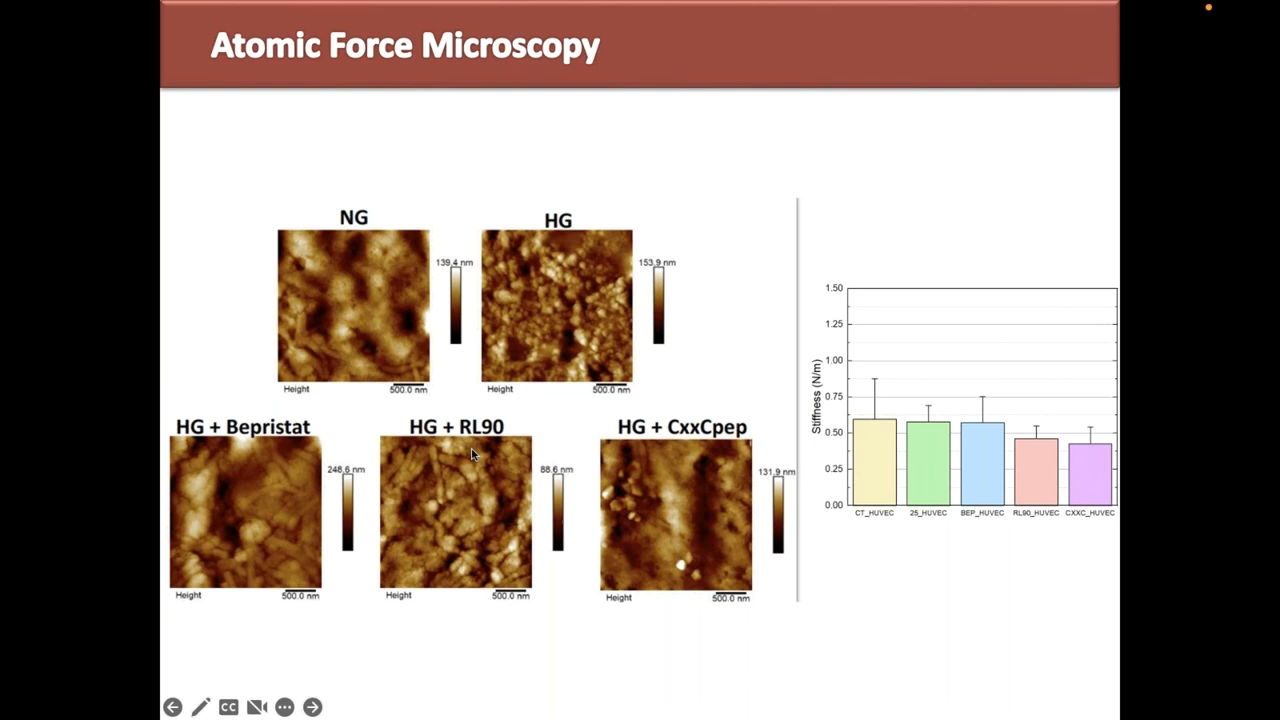 Atomic Force Microscopy
NG
HG
139.4 nm
153.9 nm
Height
500.0 nm
Height
500.0 nm
HG + Bepristat
HG + RL90
HG + CxxCpep
248.6 nm
88.6 nm
131.9 nm
Height
500.0 nm
Height
500.0 nm
Height
500.0 nm
Stiffness (N/m)
1.50
1.25
1.00
0.75
0.50
0.25
0.00
CT_HUVEC
25_HUVEC
BEP_HUVEC
RL90_HUVEC
CXXC_HUVEC
CC